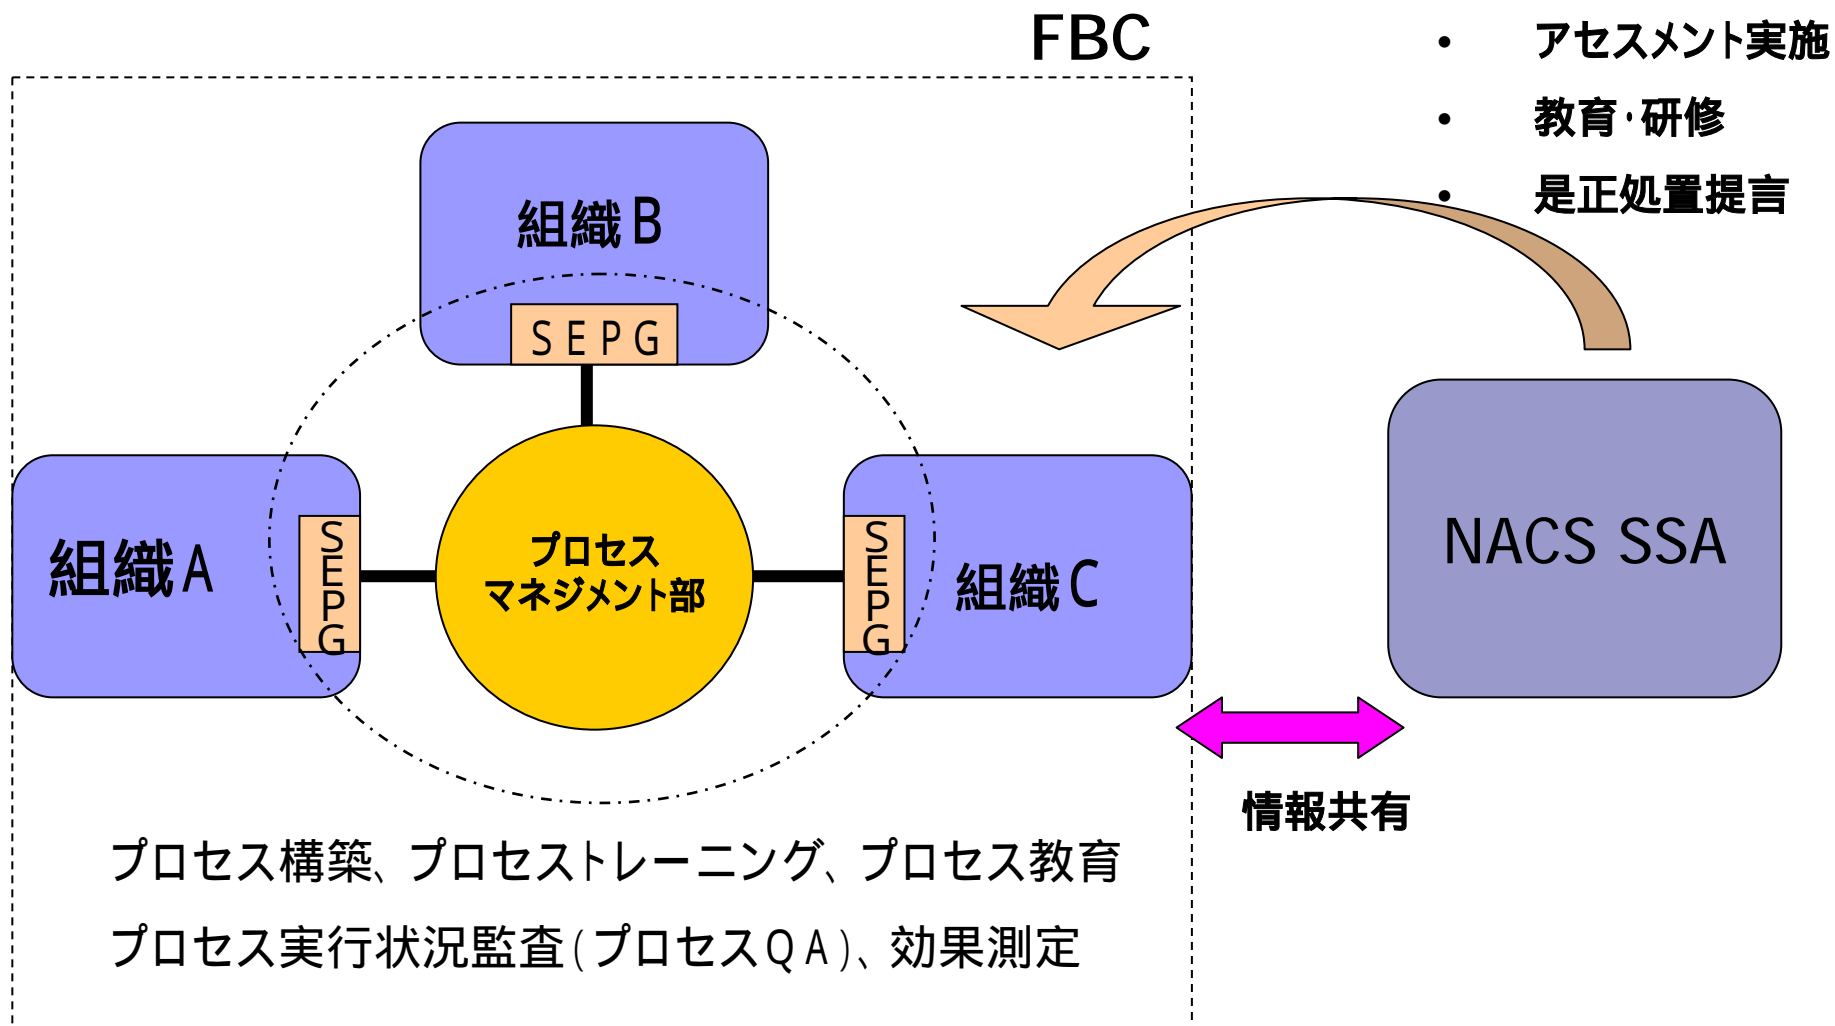 FBC
• アセスメント実施
• 教育・研修
• 是正処置提言
組織B
SEPG
組織A
SEPG
プロセス
マネジメント部
SEPG
組織C
NACS SSA
情報共有
プロセス構築、プロセストレーニング、プロセス教育
プロセス実行状況監査(プロセスQA)、効果測定